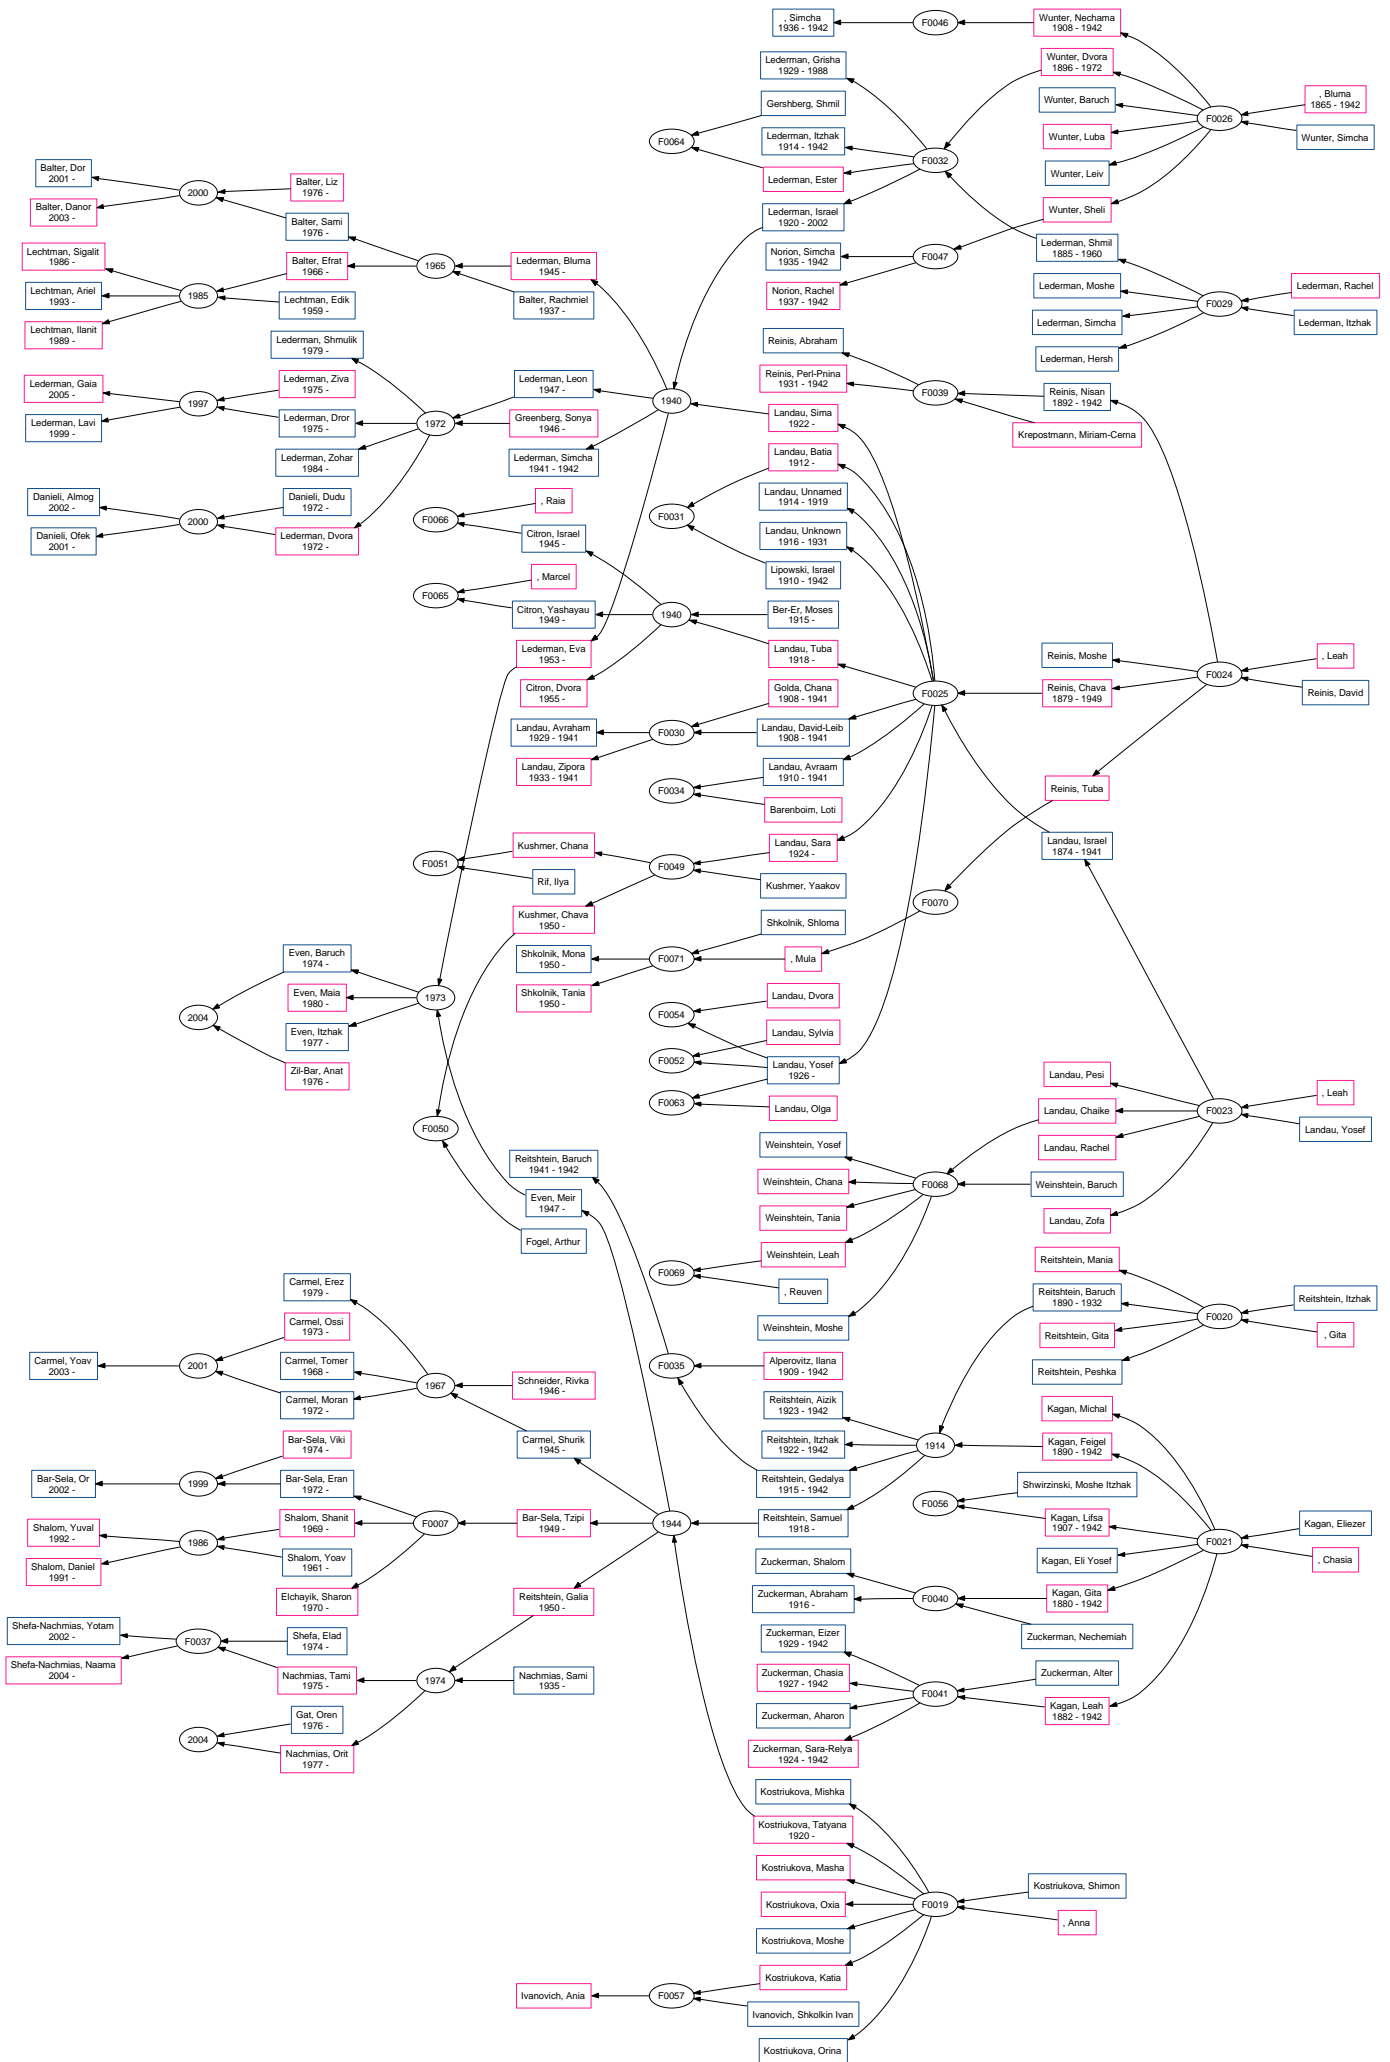 , Simcha
1936 - 1942
F0046
Wunter, Nechama
1908 - 1942
Lederman, Grisha
1929 - 1988
Wunter, Dvora
1896 - 1972
Gershberg, Shmil
Wunter, Baruch
, Bluma
1865 - 1942
F0026
F0064
Lederman, Itzhak
1914 - 1942
Wunter, Luba
Wunter, Simcha
F0032
Lederman, Ester
Wunter, Leiv
Lederman, Israel
1920 - 2002
Wunter, Sheli
Balter, Dor
2001 -
2000
Balter, Liz
1976 -
Balter, Danor
2003 -
Balter, Sami
1976 -
Lechtman, Sigalit
1986 -
Balter, Efrat
1966 -
1965
Lederman, Bluma
1945 -
Norion, Simcha
1935 - 1942
F0047
Lederman, Shmil
1885 - 1960
Lechtman, Ariel
1993 -
1985
Lechtman, Edik
1959 -
Balter, Rachmiel
1937 -
Norion, Rachel
1937 - 1942
Lederman, Moshe
Lederman, Rachel
F0029
Lechtman, Ilanit
1989 -
Lederman, Simcha
Lederman, Itzhak
Lederman, Shmulik
1979 -
Reinis, Abraham
Lederman, Hersh
Lederman, Gaia
2005 -
Lederman, Ziva
1975 -
Lederman, Leon
1947 -
Reinis, Perl-Pnina
1931 - 1942
F0039
Reinis, Nisan
1892 - 1942
1997
1940
Lederman, Lavi
1999 -
Lederman, Dror
1975 -
1972
Greenberg, Sonya
1946 -
Landau, Sima
1922 -
Krepostmann, Miriam-Cerna
Lederman, Zohar
1984 -
Lederman, Simcha
1941 - 1942
Landau, Batia
1912 -
Danieli, Almog
2002 -
Danieli, Dudu
1972 -
, Raia
Landau, Unnamed
1914 - 1919
2000
F0066
F0031
Danieli, Ofek
2001 -
Lederman, Dvora
1972 -
Citron, Israel
1945 -
Landau, Unknown
1916 - 1931
, Marcel
Lipowski, Israel
1910 - 1942
F0065
Citron, Yashayau
1949 -
1940
Ber-Er, Moses
1915 -
Lederman, Eva
1953 -
Landau, Tuba
1918 -
Reinis, Moshe
, Leah
F0024
Citron, Dvora
1955 -
Golda, Chana
1908 - 1941
F0025
Reinis, Chava
1879 - 1949
Reinis, David
Landau, Avraham
1929 - 1941
F0030
Landau, David-Leib
1908 - 1941
Landau, Zipora
1933 - 1941
Landau, Avraam
1910 - 1941
F0034
Reinis, Tuba
Barenboim, Loti
Kushmer, Chana
Landau, Sara
1924 -
Landau, Israel
1874 - 1941
F0051
F0049
Rif, Ilya
Kushmer, Yaakov
Kushmer, Chava
1950 -
F0070
Shkolnik, Shloma
Even, Baruch
1974 -
Shkolnik, Mona
1950 -
F0071
, Mula
Even, Maia
1980 -
1973
Shkolnik, Tania
1950 -
Landau, Dvora
2004
F0054
Even, Itzhak
1977 -
Landau, Sylvia
F0052
Zil-Bar, Anat
1976 -
Landau, Yosef
1926 -
Landau, Pesi
, Leah
F0063
Landau, Olga
Landau, Chaike
F0023
F0050
Landau, Yosef
Landau, Rachel
Reitshtein, Baruch
1941 - 1942
Weinshtein, Yosef
Weinshtein, Chana
F0068
Weinshtein, Baruch
Even, Meir
1947 -
Weinshtein, Tania
Landau, Zofa
Fogel, Arthur
Weinshtein, Leah
Reitshtein, Mania
F0069
Carmel, Erez
1979 -
, Reuven
Reitshtein, Baruch
1890 - 1932
Reitshtein, Itzhak
F0020
Carmel, Ossi
1973 -
Weinshtein, Moshe
Reitshtein, Gita
, Gita
Carmel, Yoav
2003 -
2001
Carmel, Tomer
1968 -
F0035
Alperovitz, Ilana
1909 - 1942
Reitshtein, Peshka
1967
Schneider, Rivka
1946 -
Carmel, Moran
1972 -
Reitshtein, Aizik
1923 - 1942
Kagan, Michal
Bar-Sela, Viki
1974 -
Carmel, Shurik
1945 -
Reitshtein, Itzhak
1922 - 1942
1914
Kagan, Feigel
1890 - 1942
Bar-Sela, Or
2002 -
1999
Bar-Sela, Eran
1972 -
Reitshtein, Gedalya
1915 - 1942
Shwirzinski, Moshe Itzhak
F0056
Shalom, Yuval
1992 -
Shalom, Shanit
1969 -
F0007
Bar-Sela, Tzipi
1949 -
1944
Reitshtein, Samuel
1918 -
Kagan, Lifsa
1907 - 1942
Kagan, Eliezer
1986
F0021
Shalom, Daniel
1991 -
Shalom, Yoav
1961 -
Zuckerman, Shalom
Kagan, Eli Yosef
, Chasia
Elchayik, Sharon
1970 -
Reitshtein, Galia
1950 -
Zuckerman, Abraham
1916 -
F0040
Kagan, Gita
1880 - 1942
Shefa-Nachmias, Yotam
2002 -
F0037
Shefa, Elad
1974 -
Zuckerman, Eizer
1929 - 1942
Zuckerman, Nechemiah
Shefa-Nachmias, Naama
2004 -
Nachmias, Tami
1975 -
1974
Nachmias, Sami
1935 -
Zuckerman, Chasia
1927 - 1942
Zuckerman, Alter
F0041
Gat, Oren
1976 -
Zuckerman, Aharon
Kagan, Leah
1882 - 1942
2004
Nachmias, Orit
1977 -
Zuckerman, Sara-Relya
1924 - 1942
Kostriukova, Mishka
Kostriukova, Tatyana
1920 -
Kostriukova, Masha
Kostriukova, Shimon
Kostriukova, Oxia
F0019
, Anna
Kostriukova, Moshe
Kostriukova, Katia
Ivanovich, Ania
F0057
Ivanovich, Shkolkin Ivan
Kostriukova, Orina